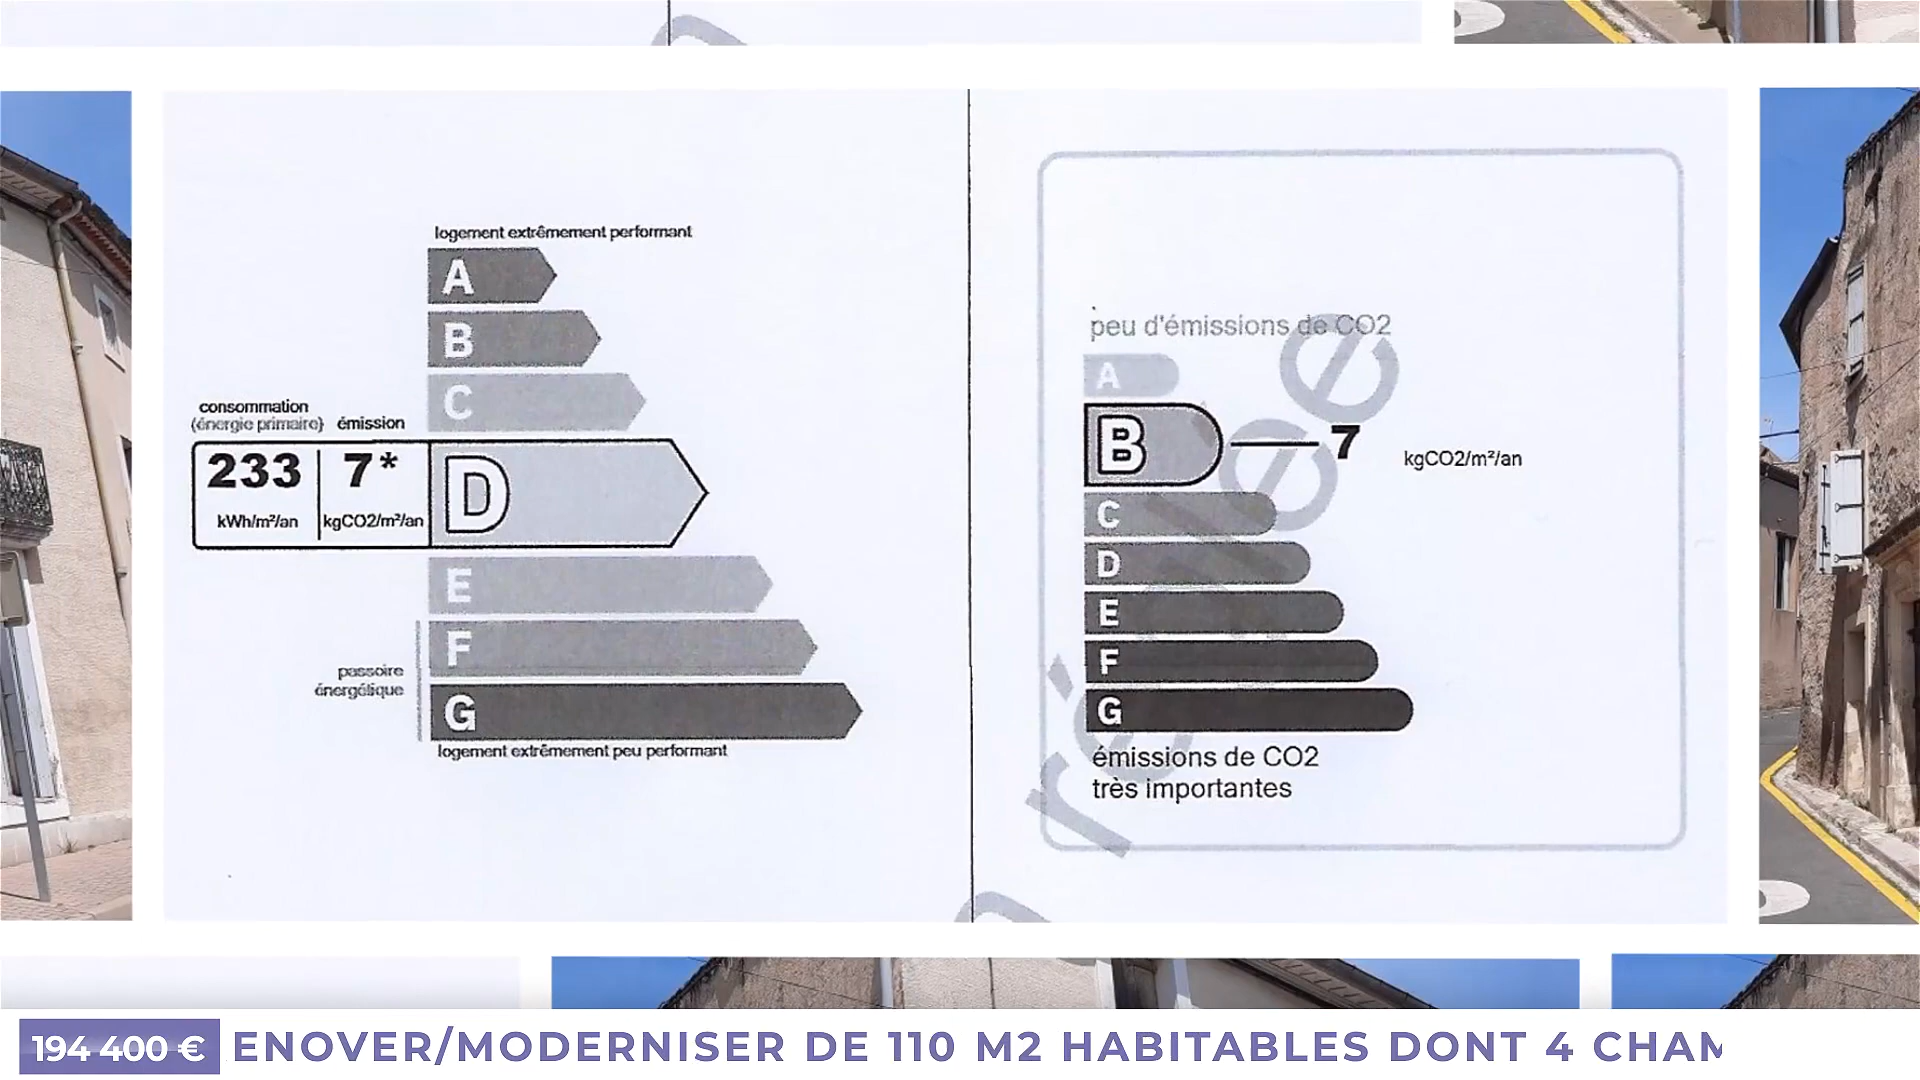 logement extrêmement performant
A
B
C
consommation
(énergie primaire) émission
233 7* D
kWh/m²/an kgCO2/m²/an
E
F
passoire
énergétique
G
logement extrêmement peu performant
peu d'émissions de CO2
A
B 7 kgCO2/m²/an
C
D
E
F
G
émissions de CO2
très importantes
194 400 € ENOVER/MODERNISER DE 110 M2 HABITABLES DONT 4 CHAM